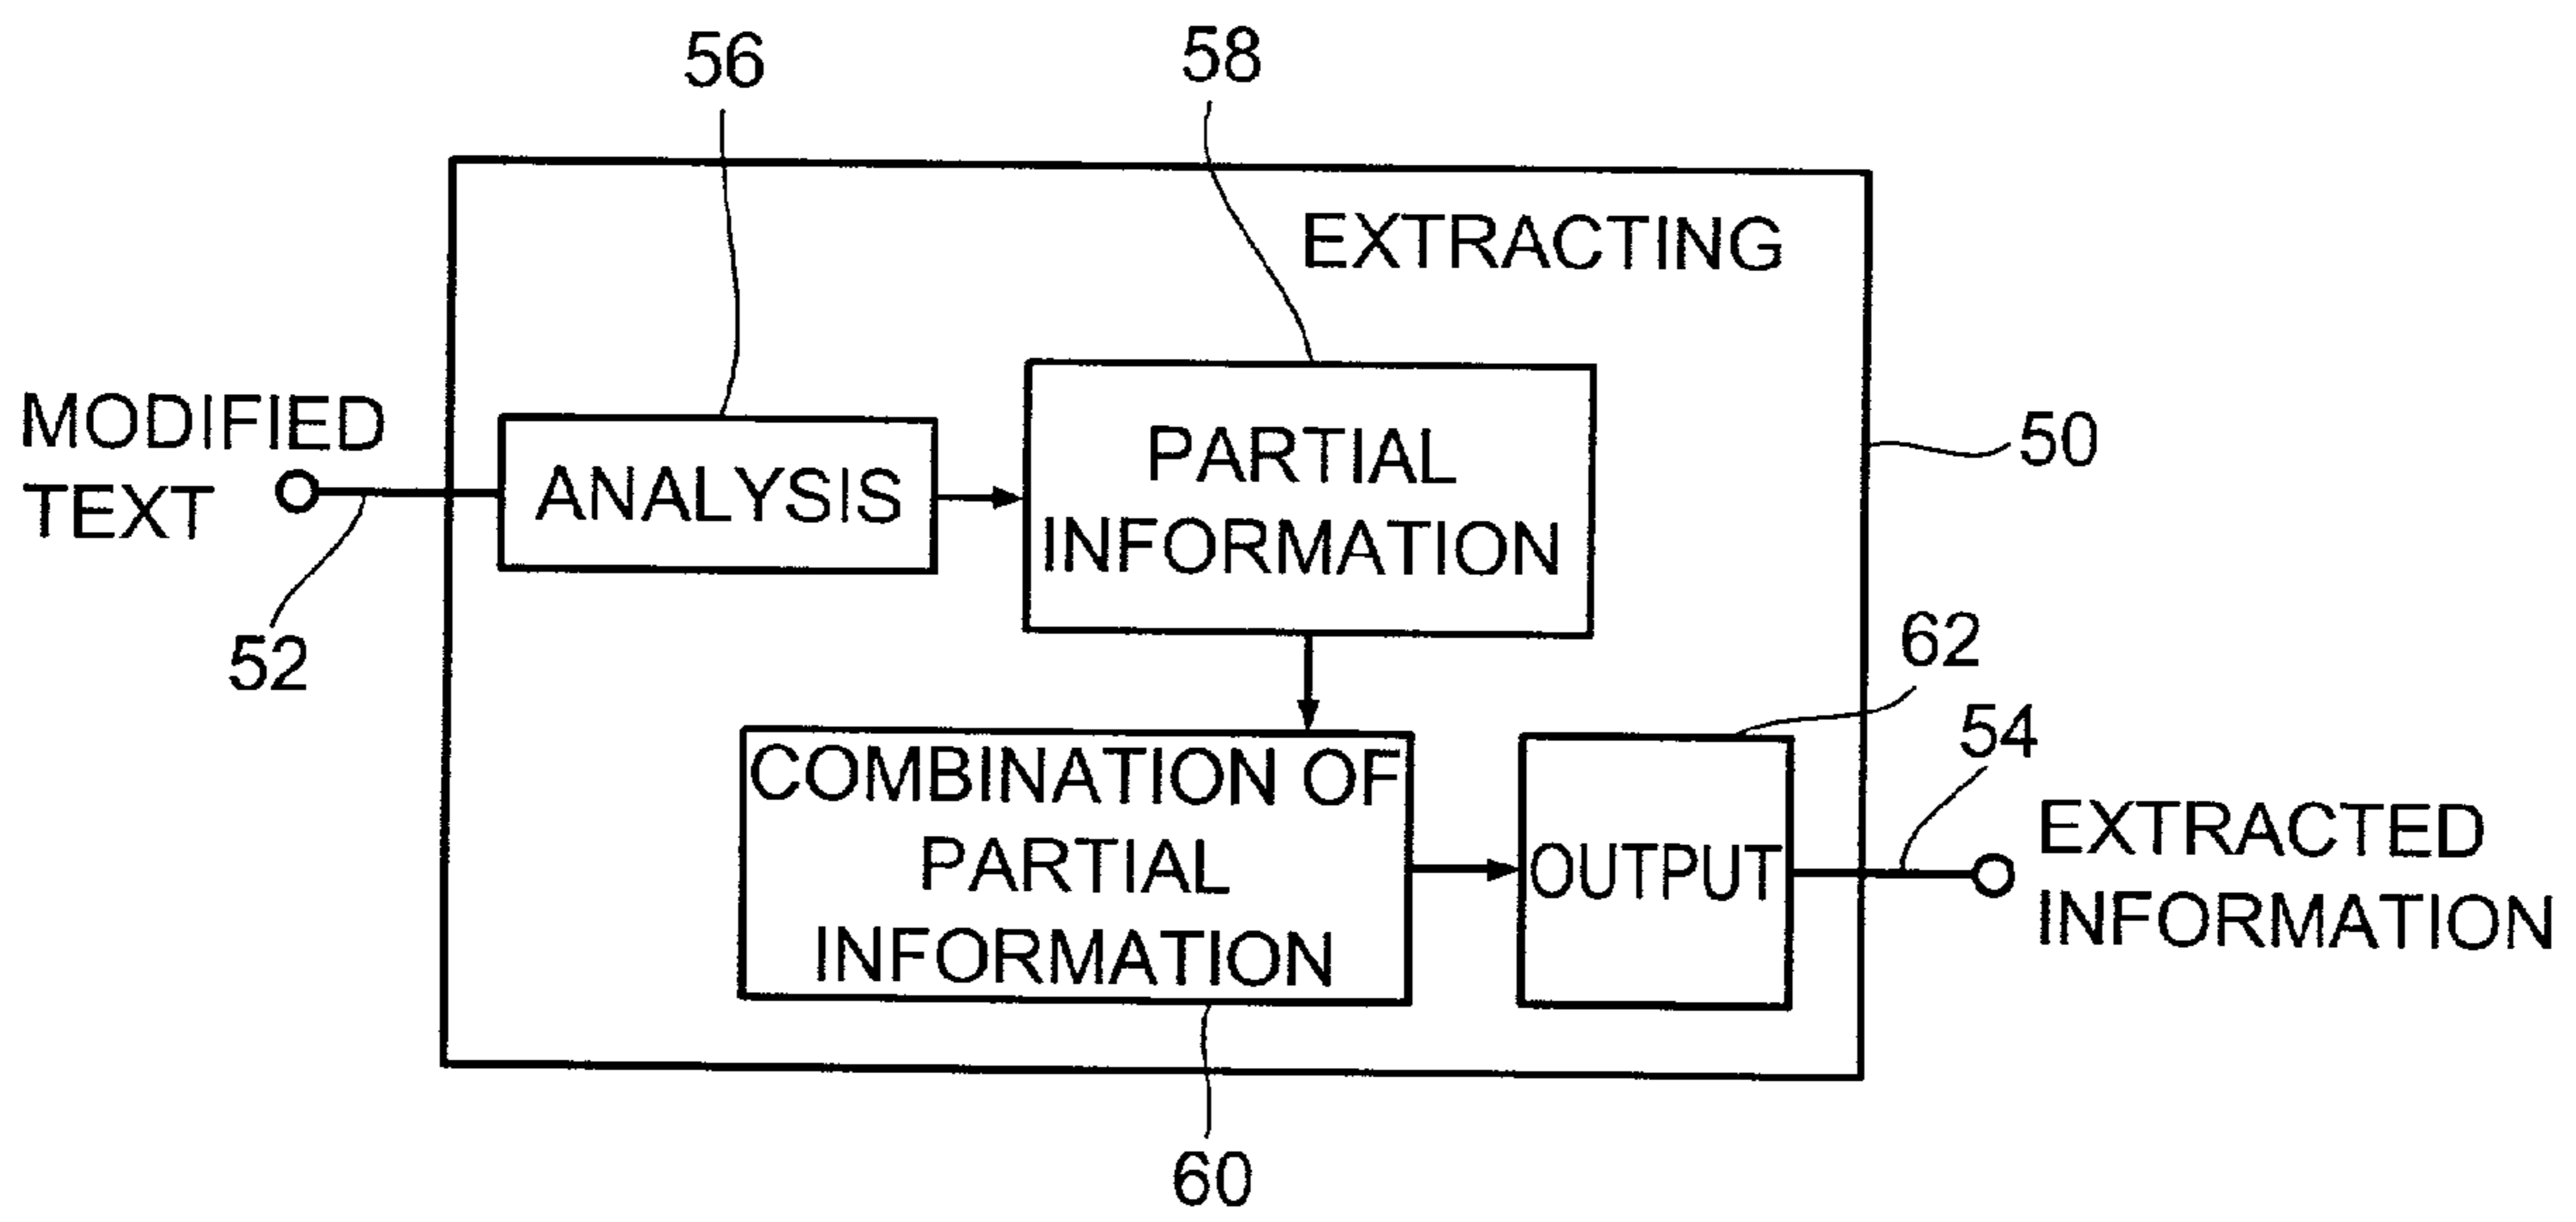 56
58
EXTRACTING
MODIFIED
TEXT
ANALYSIS
PARTIAL
INFORMATION
50
52
62
54
COMBINATION OF
PARTIAL
INFORMATION
OUTPUT
EXTRACTED
INFORMATION
60